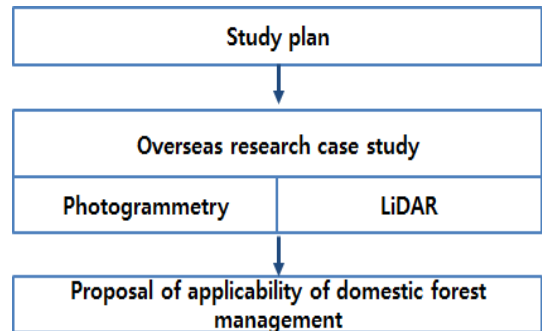 Study plan
Overseas research case study
Photogrammetry
LiDAR
Proposal of applicability of domestic forest
management